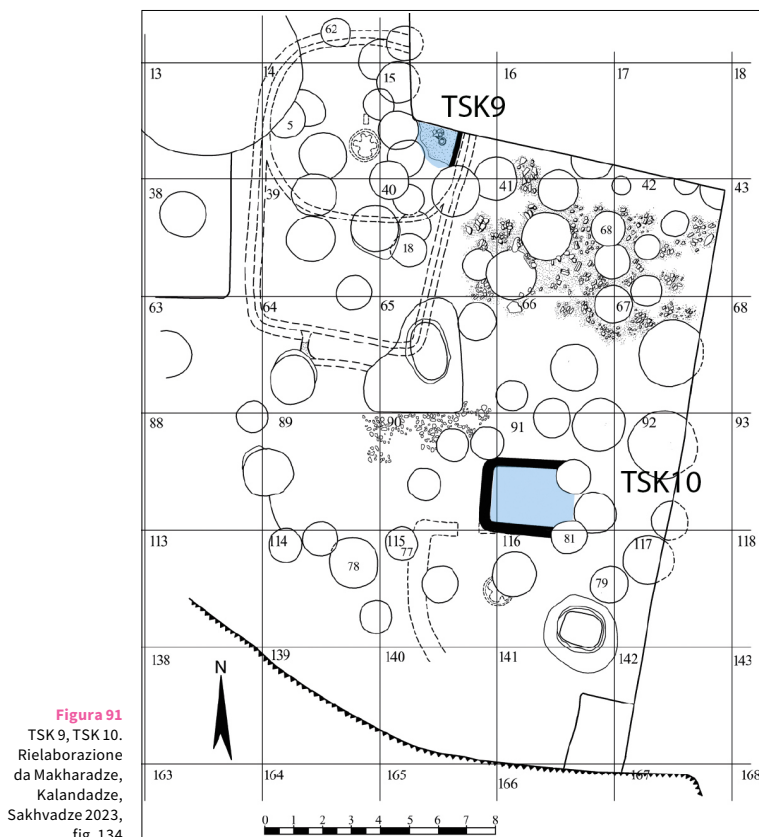 62
13 14 15 16 17 18
TSK9
5
38 39 40 41 42 43
68
18
63 64 65 66 67 68
88 89 90 91 92 93
TSK10
113 114 115 116 117 118
77 81
78 79
138 139 140 141 142 143
N
163 164 165 166 167 168
0 1 2 3 4 5 6 7 8
Figura 91
TSK 9, TSK 10.
Rielaborazione
da Makharadze,
Kalandadze,
Sakhvadze 2023,
fig. 134